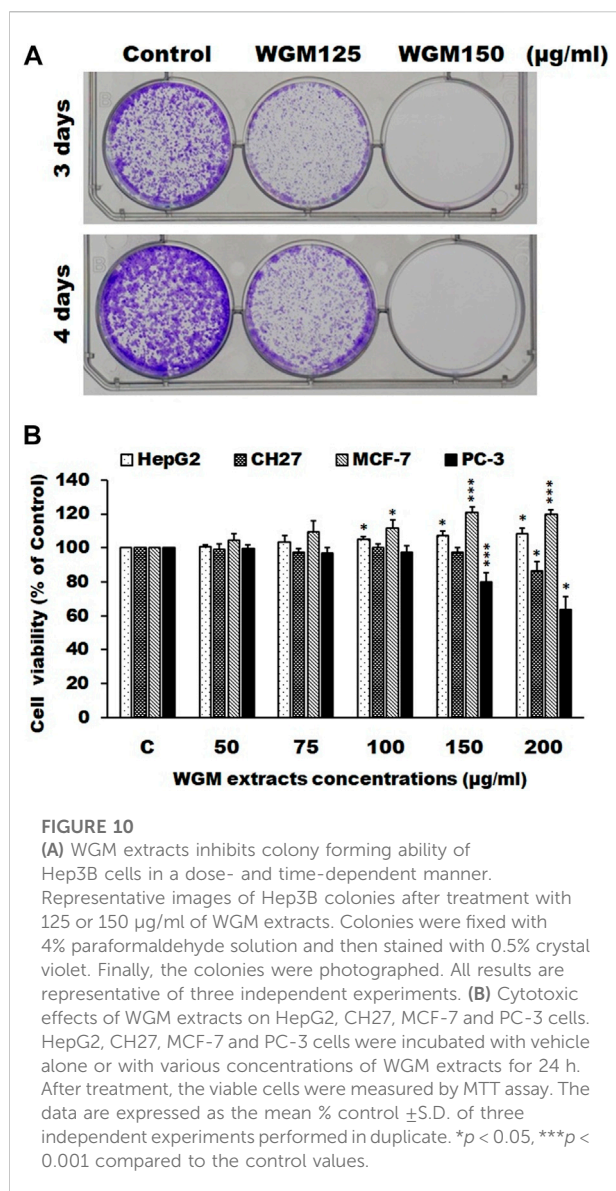 A
Control WGM125 WGM150 (µg/ml)
3 days
4 days
B
HepG2 CH27 MCF-7 PC-3
Cell viability (% of Control)
140
120
100
80
60
40
20
0
* * * *** *** * * *** *
C 50 75 100 150 200
WGM extracts concentrations (µg/ml)
FIGURE 10
(A) WGM extracts inhibits colony forming ability of
Hep3B cells in a dose- and time-dependent manner.
Representative images of Hep3B colonies after treatment with
125 or 150 µg/ml of WGM extracts. Colonies were fixed with
4% paraformaldehyde solution and then stained with 0.5% crystal
violet. Finally, the colonies were photographed. All results are
representative of three independent experiments. (B) Cytotoxic
effects of WGM extracts on HepG2, CH27, MCF-7 and PC-3 cells.
HepG2, CH27, MCF-7 and PC-3 cells were incubated with vehicle
alone or with various concentrations of WGM extracts for 24 h.
After treatment, the viable cells were measured by MTT assay. The
data are expressed as the mean % control ±S.D. of three
independent experiments performed in duplicate. *p < 0.05, ***p <
0.001 compared to the control values.